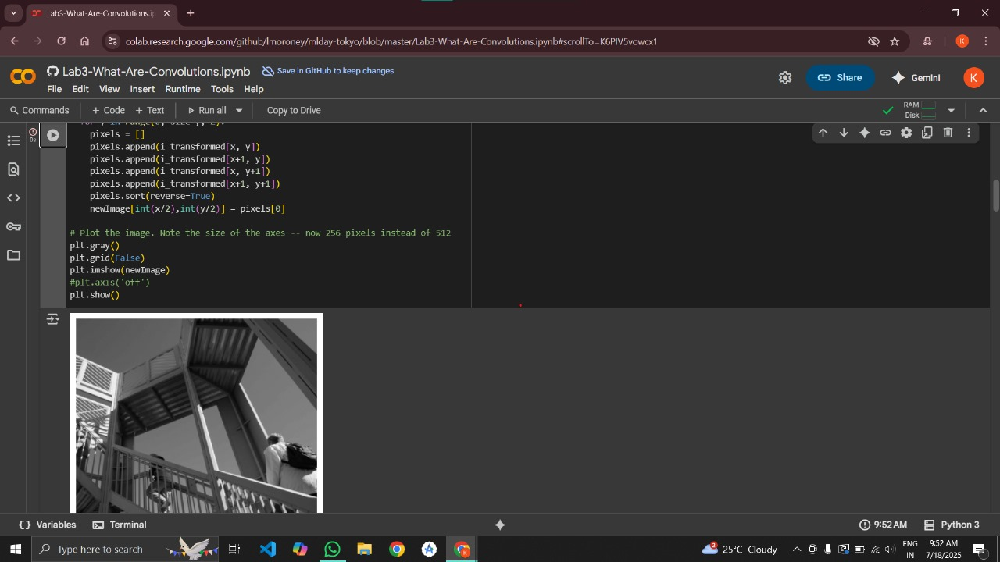 Lab3-What-Are-Convolutions.ip
colab.research.google.com/github/lmoroney/mlday-tokyo/blob/master/Lab3-What-Are-Convolutions.ipynb#scrollTo=K6PlV5vowcx1
K
Lab3-What-Are-Convolutions.ipynb
Save in GitHub to keep changes
Share
Gemini
K
File Edit View Insert Runtime Tools Help
Commands + Code + Text Run all Copy to Drive
RAM
Disk
0s
for y in range(0, size_y, 2):
pixels = []
pixels.append(i_transformed[x, y])
pixels.append(i_transformed[x+1, y])
pixels.append(i_transformed[x, y+1])
pixels.append(i_transformed[x+1, y+1])
pixels.sort(reverse=True)
newImage[int(x/2),int(y/2)] = pixels[0]
# Plot the image. Note the size of the axes -- now 256 pixels instead of 512
plt.gray()
plt.grid(False)
plt.imshow(newImage)
#plt.axis('off')
plt.show()
{} Variables Terminal
9:52 AM Python 3
Type here to search
2
25°C Cloudy
ENG
IN
9:52 AM
7/18/2025
1